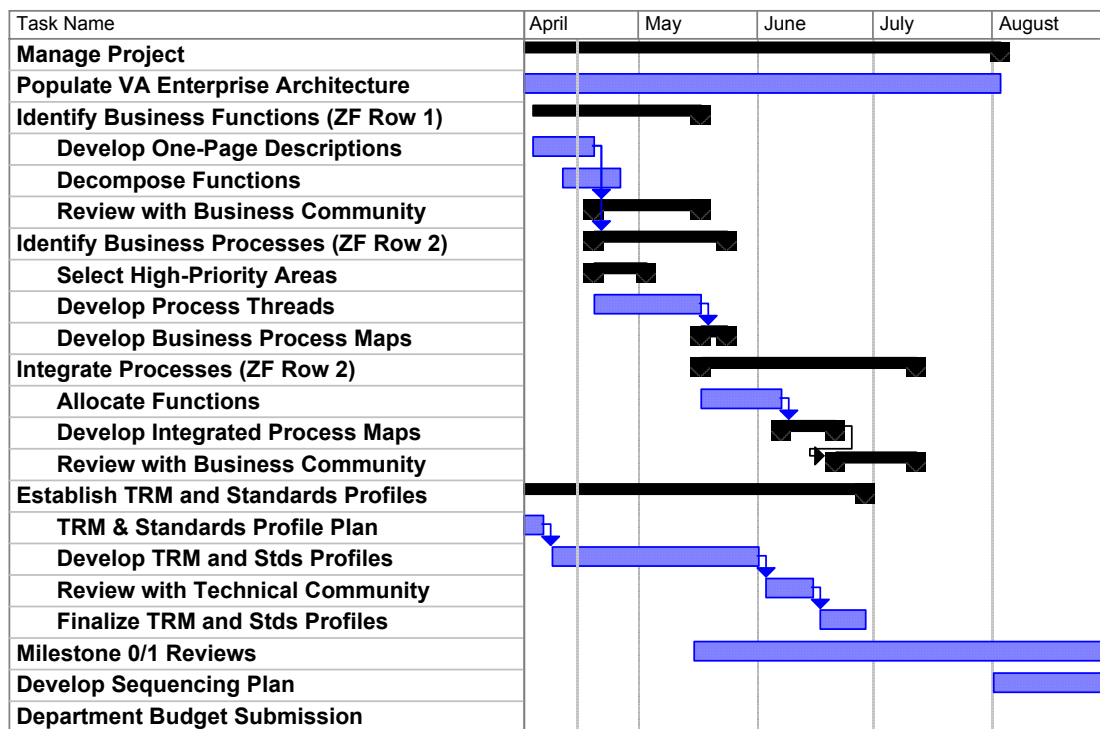 Task Name April May June July August
Manage Project
Populate VA Enterprise Architecture
Identify Business Functions (ZF Row 1)
Develop One-Page Descriptions
Decompose Functions
Review with Business Community
Identify Business Processes (ZF Row 2)
Select High-Priority Areas
Develop Process Threads
Develop Business Process Maps
Integrate Processes (ZF Row 2)
Allocate Functions
Develop Integrated Process Maps
Review with Business Community
Establish TRM and Standards Profiles
TRM & Standards Profile Plan
Develop TRM and Stds Profiles
Review with Technical Community
Finalize TRM and Stds Profiles
Milestone 0/1 Reviews
Develop Sequencing Plan
Department Budget Submission